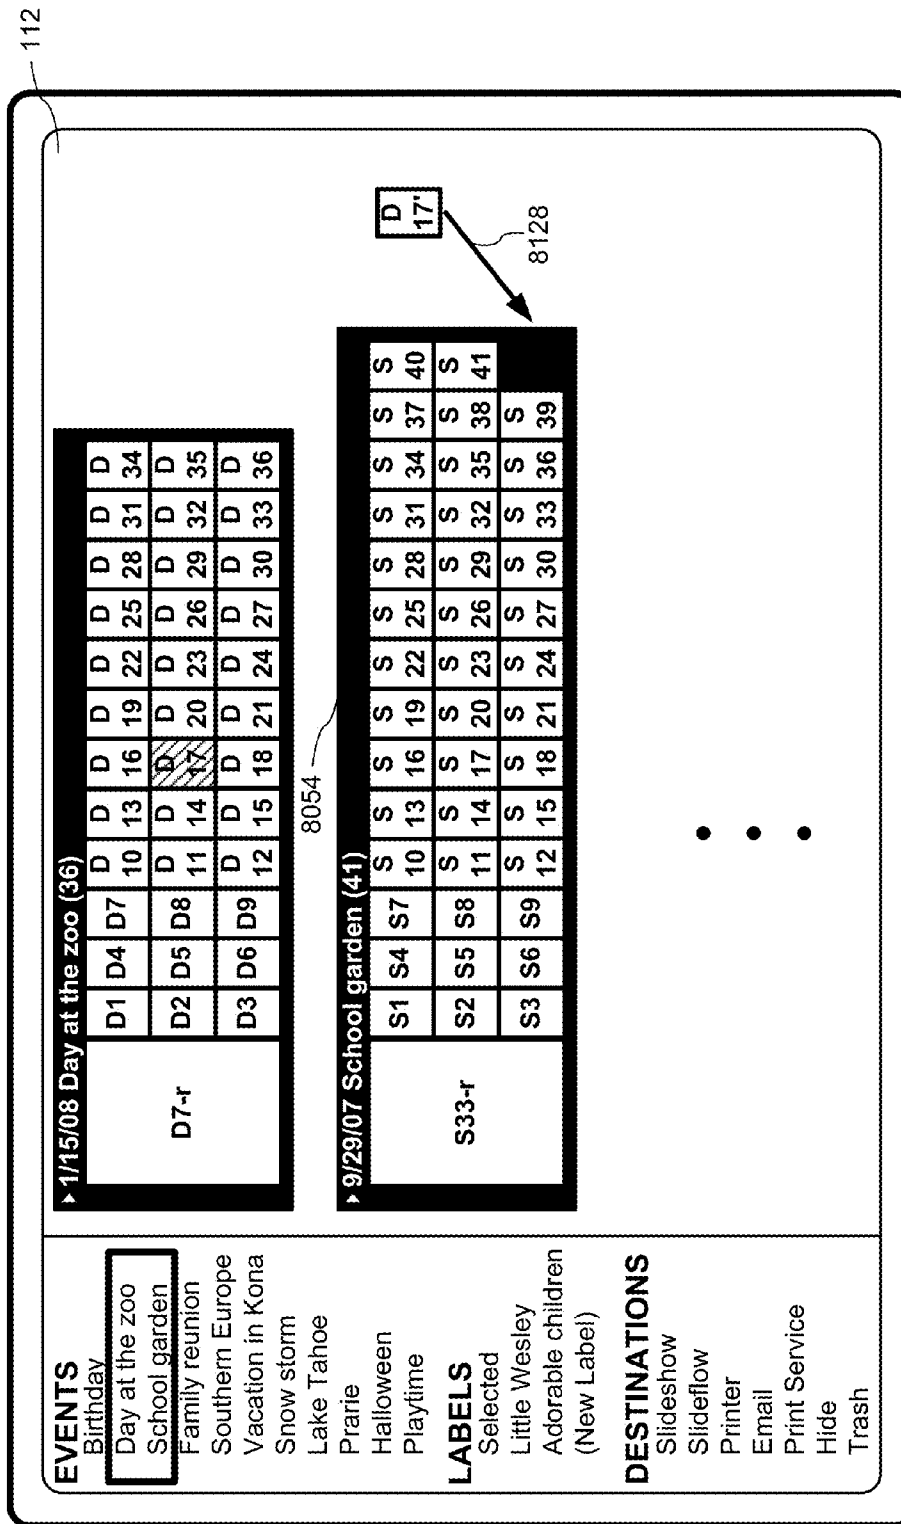 112
EVENTS
Birthday
Day at the zoo
School garden
Family reunion
Southern Europe
Vacation in Kona
Snow storm
Lake Tahoe
Prarie
Halloween
Playtime
LABELS
Selected
Little Wesley
Adorable children
(New Label)
DESTINATIONS
Slideshow
Slideflow
Printer
Email
Print Service
Hide
Trash
1/15/08 Day at the zoo (36)
D7-r
D1 D4 D7 D 10 D 13 D 16 D 19 D 22 D 25 D 28 D 31 D 34
D2 D5 D8 D 11 D 14 D 17 D 20 D 23 D 26 D 29 D 32 D 35
D3 D6 D9 D 12 D 15 D 18 D 21 D 24 D 27 D 30 D 33 D 36
8054
9/29/07 School garden (41)
S33-r
S1 S4 S7 S 10 S 13 S 16 S 19 S 22 S 25 S 28 S 31 S 34 S 37 S 40
S2 S5 S8 S 11 S 14 S 17 S 20 S 23 S 26 S 29 S 32 S 35 S 38 S 41
S3 S6 S9 S 12 S 15 S 18 S 21 S 24 S 27 S 30 S 33 S 36 S 39
D 17'
8128